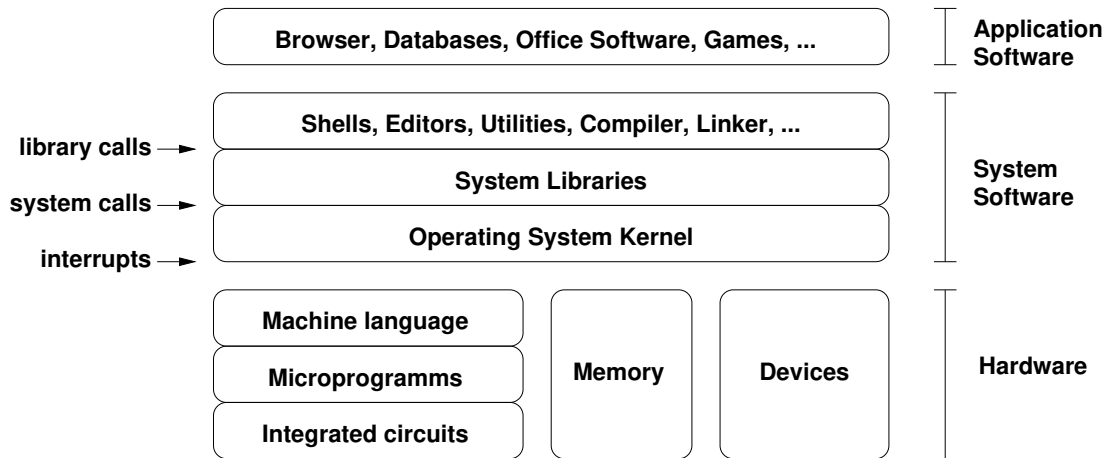 Browser, Databases, Office Software, Games, ...
Application
Software
Shells, Editors, Utilities, Compiler, Linker, ...
library calls
System Libraries
System
Software
system calls
Operating System Kernel
interrupts
Machine language
Microprogramms
Memory
Devices
Hardware
Integrated circuits